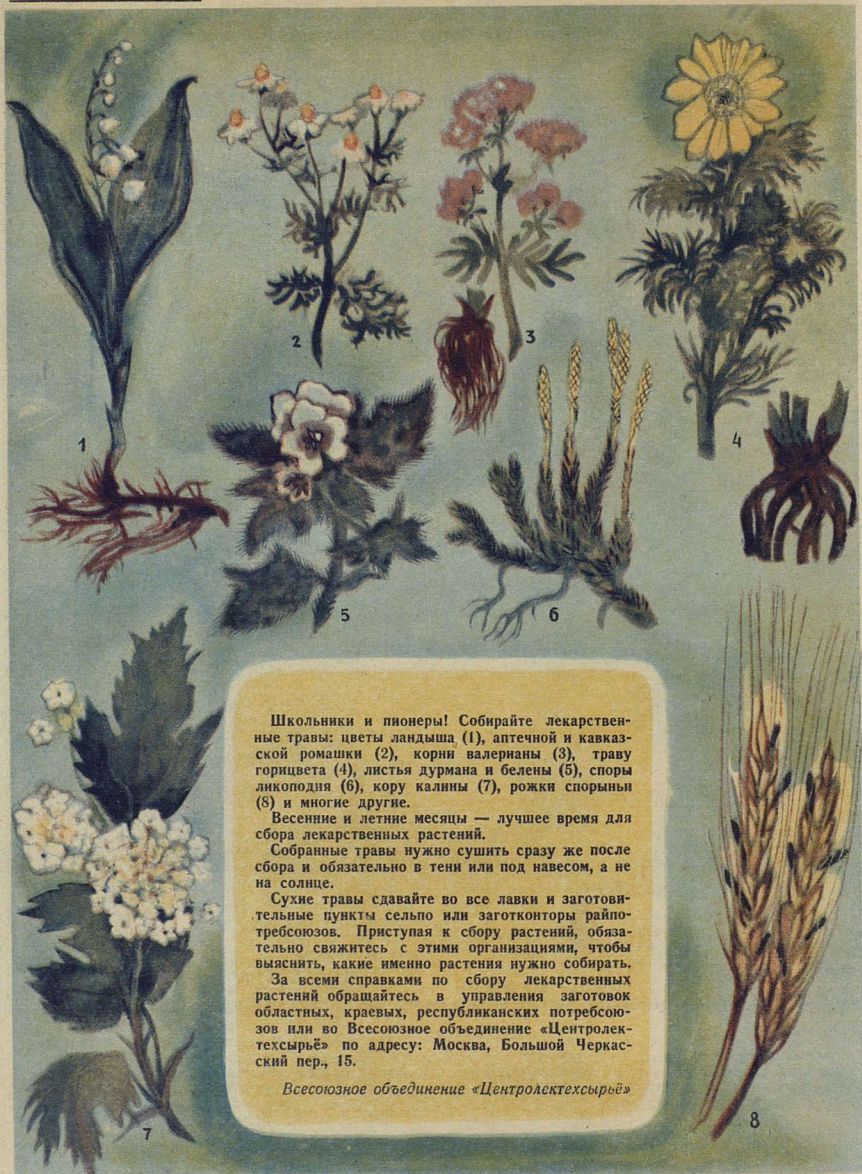 1
2
3
4
5
6
7
8
Школьники и пионеры! Собирайте лекарствен-
ные травы: цветы ландыша (1), аптечной и кавказ-
ской ромашки (2), корни валерианы (3), траву
горицвета (4), листья дурмана и белены (5), споры
ликоподия (6), кору калины (7), рожки спорыньи
(8) и многие другие.
Весенние и летние месяцы — лучшее время для
сбора лекарственных растений.
Собранные травы нужно сушить сразу же после
сбора и обязательно в тени или под навесом, а не
на солнце.
Сухие травы сдавайте во все лавки и заготови-
тельные пункты сельпо или заготконторы райпо-
требсоюзов. Приступая к сбору растений, обяза-
тельно свяжитесь с этими организациями, чтобы
выяснить, какие именно растения нужно собирать.
За всеми справками по сбору лекарственных
растений обращайтесь в управления заготовок
областных, краевых, республиканских потребсою-
зов или во Всесоюзное объединение «Центролек-
техсырьё» по адресу: Москва, Большой Черкас-
ский пер., 15.
Всесоюзное объединение «Центролектехсырьё»